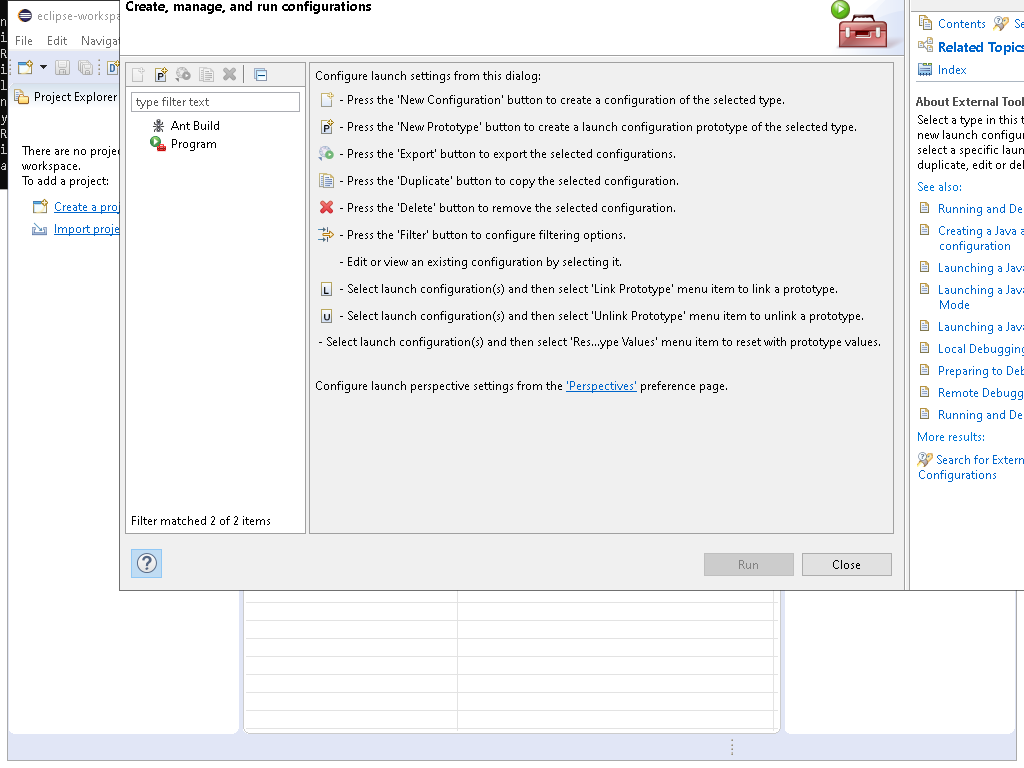 eclipse-workspa
File Edit Navigat
Project Explorer
There are no projec
workspace.
To add a project:
Create a proj
Import proje
Create, manage, and run configurations
type filter text
Ant Build
Program
Filter matched 2 of 2 items
Configure launch settings from this dialog:
- Press the 'New Configuration' button to create a configuration of the selected type.
- Press the 'New Prototype' button to create a launch configuration prototype of the selected type.
- Press the 'Export' button to export the selected configurations.
- Press the 'Duplicate' button to copy the selected configuration.
- Press the 'Delete' button to remove the selected configuration.
- Press the 'Filter' button to configure filtering options.
- Edit or view an existing configuration by selecting it.
- Select launch configuration(s) and then select 'Link Prototype' menu item to link a prototype.
- Select launch configuration(s) and then select 'Unlink Prototype' menu item to unlink a prototype.
- Select launch configuration(s) and then select 'Res...ype Values' menu item to reset with prototype values.
Configure launch perspective settings from the 'Perspectives' preference page.
Run Close
Contents Se
Related Topics
Index
About External Tool
Select a type in this t
new launch configur
select a specific laun
duplicate, edit or del
See also:
Running and De
Creating a Java a
configuration
Launching a Java
Launching a Java
Mode
Launching a Java
Local Debugging
Preparing to Deb
Remote Debugg
Running and De
More results:
Search for Extern
Configurations